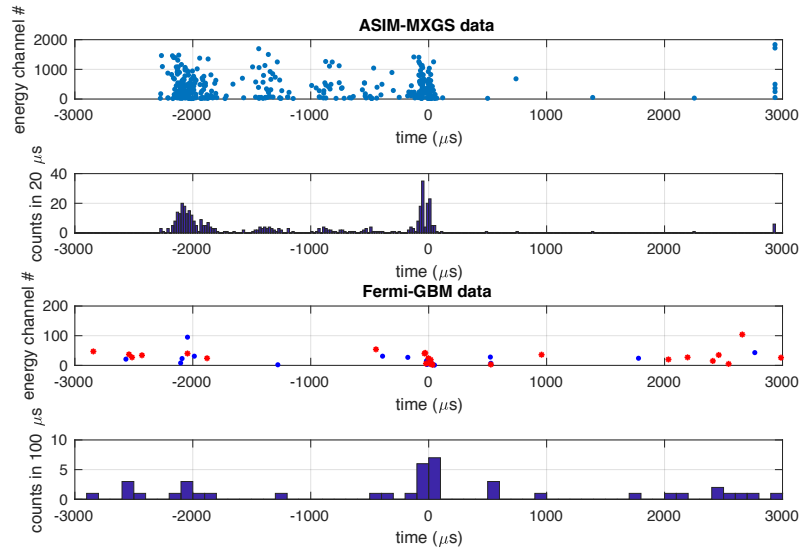 ASIM-MXGS data
energy channel #
2000
1000
0
-3000 -2000 -1000 0 1000 2000 3000
time (μs)
counts in 20 μs
40
20
0
-3000 -2000 -1000 0 1000 2000 3000
time (μs)
Fermi-GBM data
energy channel #
200
100
0
-3000 -2000 -1000 0 1000 2000 3000
time (μs)
counts in 100 μs
10
5
0
-3000 -2000 -1000 0 1000 2000 3000
time (μs)